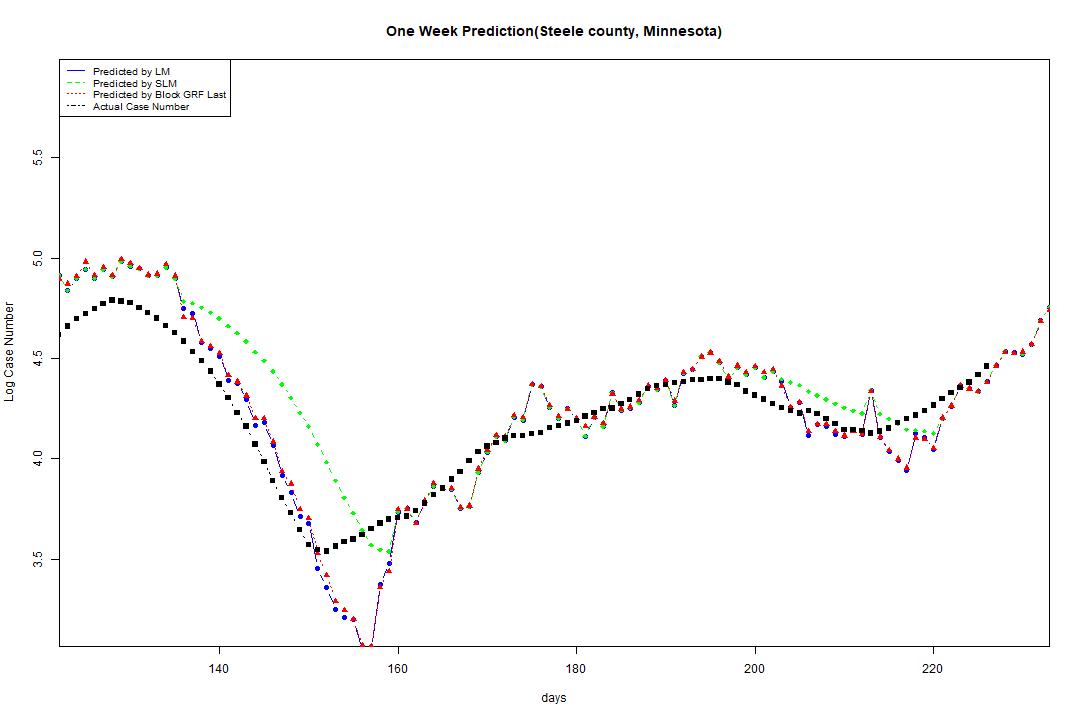 One Week Prediction(Steele county, Minnesota)
Predicted by LM
Predicted by SLM
Predicted by Block GRF Last
Actual Case Number
5.5
5.0
4.5
4.0
3.5
Log Case Number
140 160 180 200 220
days